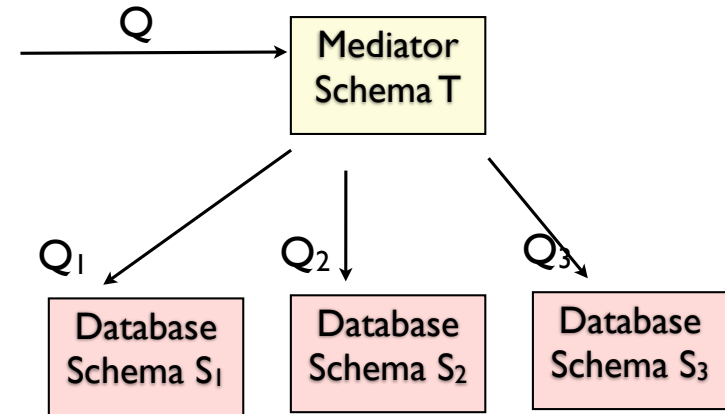 Q
Mediator
Schema T
Q₁
Q₂
Q₃
Database
Schema S₁
Database
Schema S₂
Database
Schema S₃